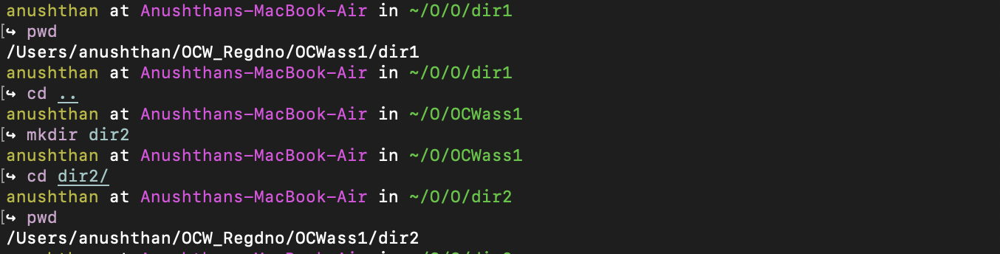 anushthan at Anushthans-MacBook-Air in ~/O/O/dir1
[↪ pwd
/Users/anushthan/OCW_Regdno/OCWass1/dir1
anushthan at Anushthans-MacBook-Air in ~/O/O/dir1
[↪ cd ..
anushthan at Anushthans-MacBook-Air in ~/O/OCWass1
[↪ mkdir dir2
anushthan at Anushthans-MacBook-Air in ~/O/OCWass1
[↪ cd dir2/
anushthan at Anushthans-MacBook-Air in ~/O/O/dir2
[↪ pwd
/Users/anushthan/OCW_Regdno/OCWass1/dir2